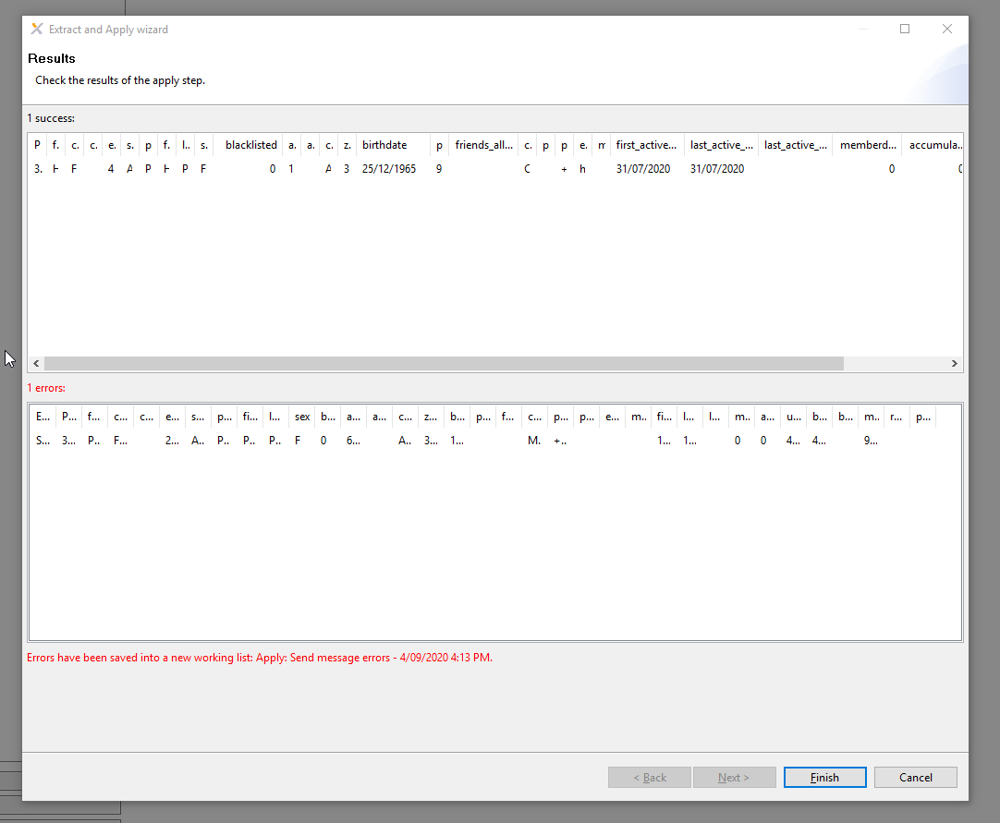 Extract and Apply wizard
Results
Check the results of the apply step.
1 success:
P f. c. c. e. s. p f. l.. s. blacklisted a. a. c. z. birthdate p friends_all... c. p p e. m first_active... last_active_... last_active_... memberd... accumula...
3. H F 4 A P H P F 0 1 A 3 25/12/1965 9 C + h 31/07/2020 31/07/2020 0 0
1 errors:
E... P... f... c... c... e... s... p... fi... l... sex b... a... a... c... z... b... p... f... c... p... p... e... m.. fi... l... l... m.. a... u... b... b... m.. r... p...
S... 3... P.. F... 2... A.. P.. P.. P.. F 0 6... A.. 3... 1... M. +.. 1... 1... 0 0 4... 4... 9...
Errors have been saved into a new working list: Apply: Send message errors - 4/09/2020 4:13 PM.
< Back Next > Finish Cancel